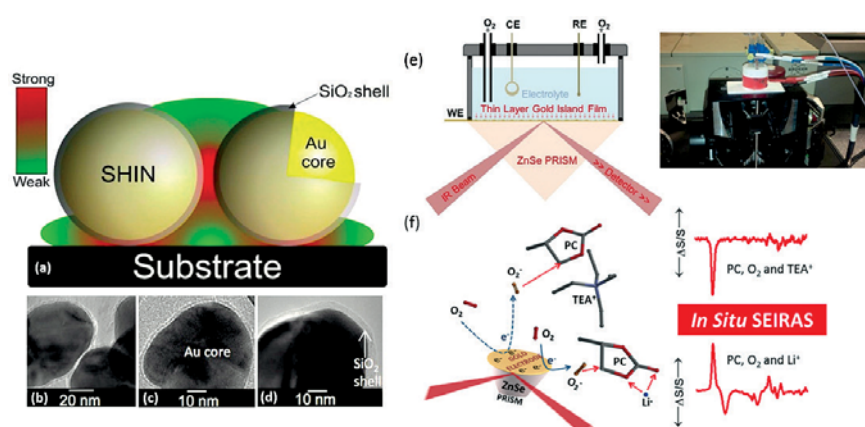 Strong
Weak
SiO₂ shell
Au
core
SHIN
(a)
Substrate
(b)
20 nm
Au core
(c)
10 nm
SiO₂
shell
(d)
10 nm
(e)
O₂
CE
RE
O₂
Electrolyte
Thin Layer Gold Island Film
WE
ZnSe PRISM
IR Beam
>> Detector >>
(f)
PC
O₂⁻
TEA⁺
O₂
e⁻
O₂
e⁻
e⁻
e⁻
e⁻
GOLD
ELECTRODE
ZnSe
PRISM
O₂⁻
PC
Li⁺
ΔS/S
PC, O₂ and TEA⁺
In Situ SEIRAS
PC, O₂ and Li⁺
ΔS/S